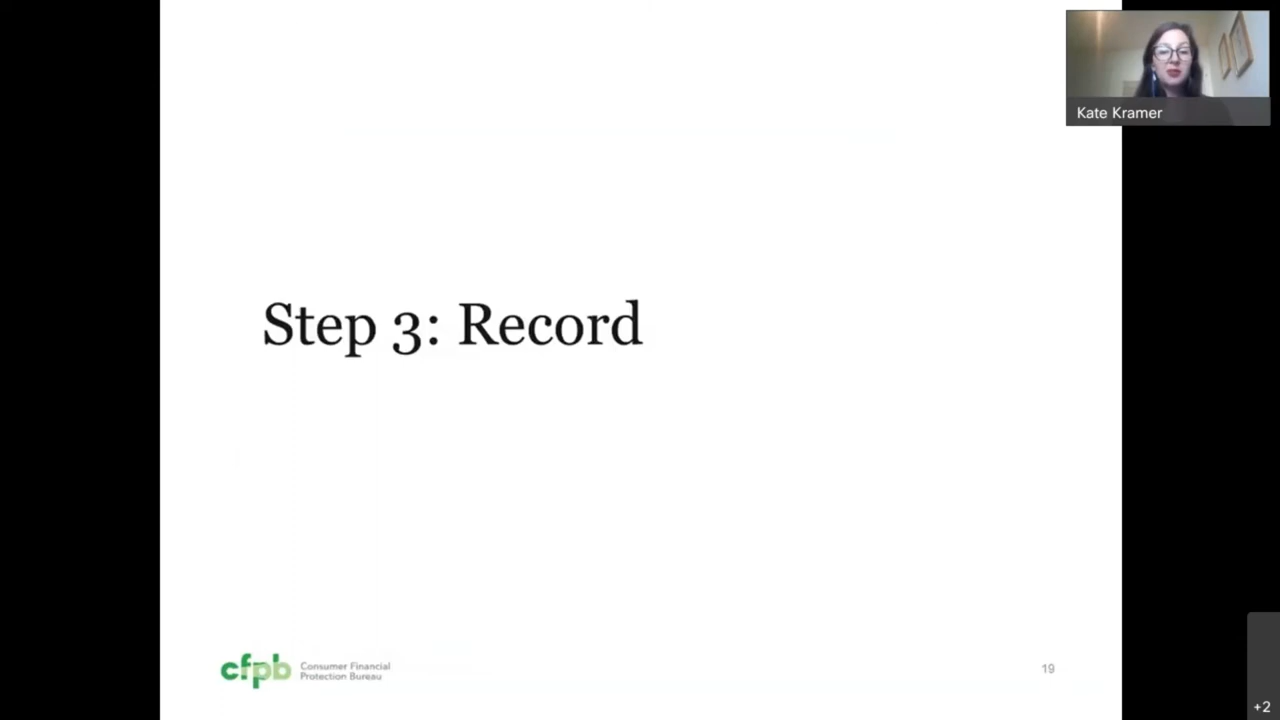 Kate Kramer
Step 3: Record
cfpb
Consumer Financial
Protection Bureau
19
+2